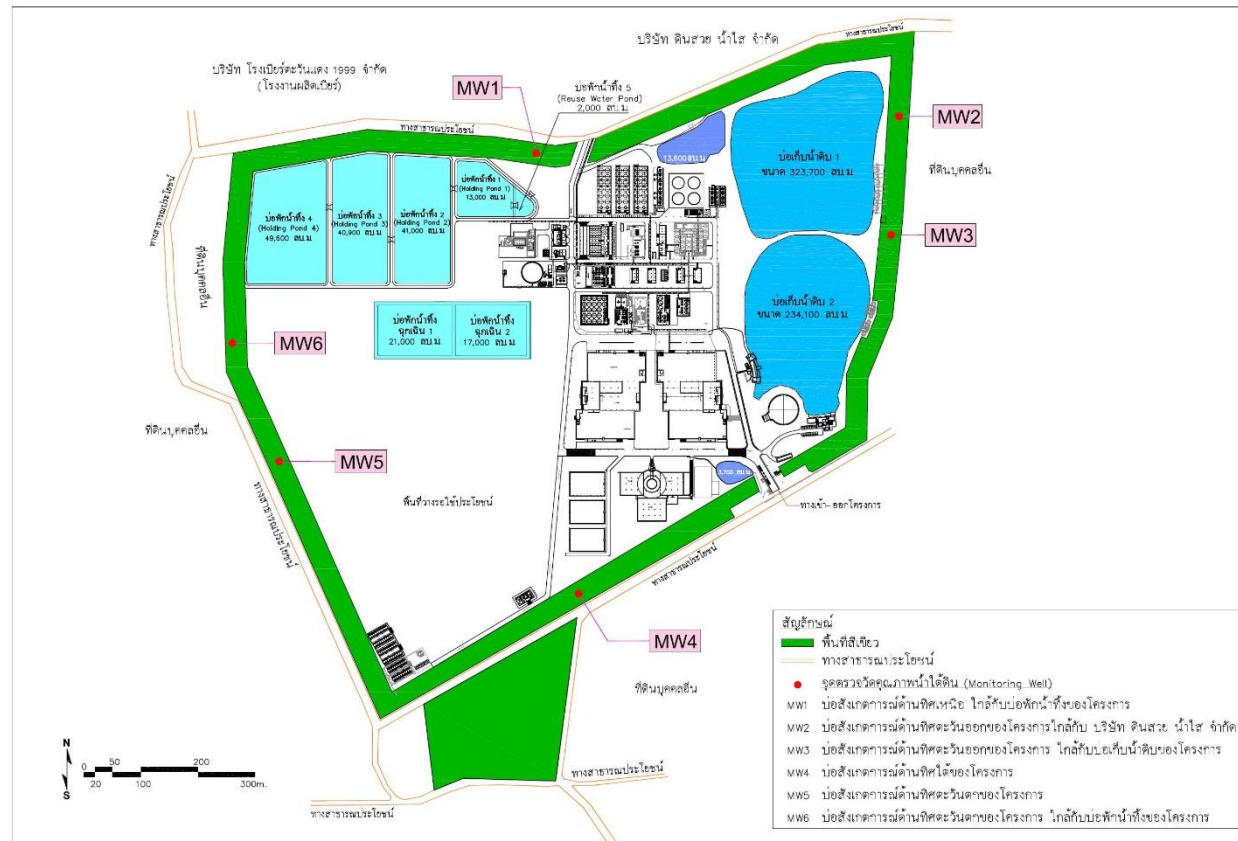 บริษัท ดินสวย น้ำใส จำกัด
ทางสาธารณประโยชน์
บริษัท โรงเบียร์ตะวันแดง 1999 จำกัด
(โรงงานผลิตเบียร์)
MW1
บ่อพักน้ำทิ้ง 5
(Reuse Water Pond)
2,000 ลบ.ม.
MW2
ทางสาธารณประโยชน์
13,600 ลบ.ม.
บ่อเก็บน้ำดิบ 1
ขนาด 323,700 ลบ.ม.
ที่ดินบุคคลอื่น
บ่อพักน้ำทิ้ง 1
(Holding Pond 1)
13,000 ลบ.ม.
บ่อพักน้ำทิ้ง 4
(Holding Pond 4)
49,600 ลบ.ม.
บ่อพักน้ำทิ้ง 3
(Holding Pond 3)
40,900 ลบ.ม.
บ่อพักน้ำทิ้ง 2
(Holding Pond 2)
41,000 ลบ.ม.
ทางสาธารณประโยชน์
ที่ดินบุคคลอื่น
MW3
บ่อเก็บน้ำดิบ 2
ขนาด 234,100 ลบ.ม.
บ่อพักน้ำทิ้ง
ฉุกเฉิน 1
21,000 ลบ.ม.
บ่อพักน้ำทิ้ง
ฉุกเฉิน 2
17,000 ลบ.ม.
MW6
ที่ดินบุคคลอื่น
MW5
3,700 ลบ.ม.
พื้นที่ว่างรอใช้ประโยชน์
ทางเข้า-ออกโครงการ
ทางสาธารณประโยชน์
ทางสาธารณประโยชน์
MW4
ที่ดินบุคคลอื่น
ทางสาธารณประโยชน์
ทางสาธารณประโยชน์
N
S
0 50 200
20 100 300m.
สัญลักษณ์
พื้นที่สีเขียว
ทางสาธารณประโยชน์
จุดตรวจวัดคุณภาพน้ำใต้ดิน (Monitoring Well)
MW1 บ่อสังเกตการณ์ด้านทิศเหนือ ใกล้กับบ่อพักน้ำทิ้งของโครงการ
MW2 บ่อสังเกตการณ์ด้านทิศตะวันออกของโครงการใกล้กับ บริษัท ดินสวย น้ำใส จำกัด
MW3 บ่อสังเกตการณ์ด้านทิศตะวันออกของโครงการ ใกล้กับบ่อเก็บน้ำดิบของโครงการ
MW4 บ่อสังเกตการณ์ด้านทิศใต้ของโครงการ
MW5 บ่อสังเกตการณ์ด้านทิศตะวันตกของโครงการ
MW6 บ่อสังเกตการณ์ด้านทิศตะวันตกของโครงการ ใกล้กับบ่อพักน้ำทิ้งของโครงการ